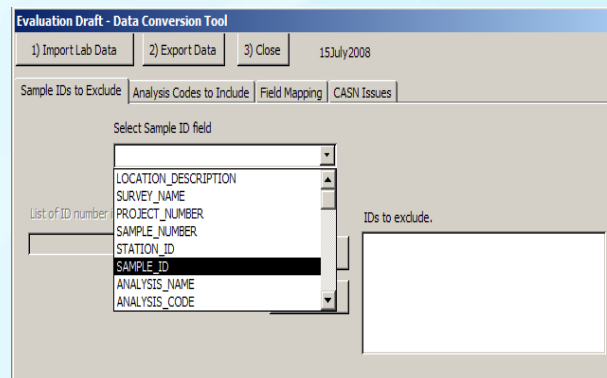 Evaluation Draft - Data Conversion Tool
1) Import Lab Data 2) Export Data 3) Close 15July2008
Sample IDs to Exclude Analysis Codes to Include Field Mapping CASN Issues
Select Sample ID field
LOCATION_DESCRIPTION
SURVEY_NAME
PROJECT_NUMBER
SAMPLE_NUMBER
STATION_ID
SAMPLE_ID
ANALYSIS_NAME
ANALYSIS_CODE
List of ID number
IDs to exclude.